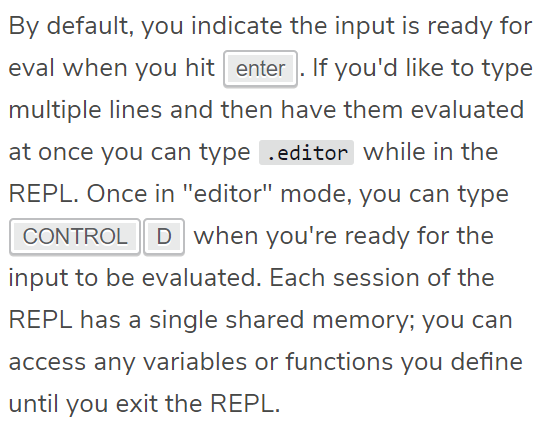 By default, you indicate the input is ready for
eval when you hit enter. If you'd like to type
multiple lines and then have them evaluated
at once you can type .editor while in the
REPL. Once in "editor" mode, you can type
CONTROL D when you're ready for the
input to be evaluated. Each session of the
REPL has a single shared memory; you can
access any variables or functions you define
until you exit the REPL.